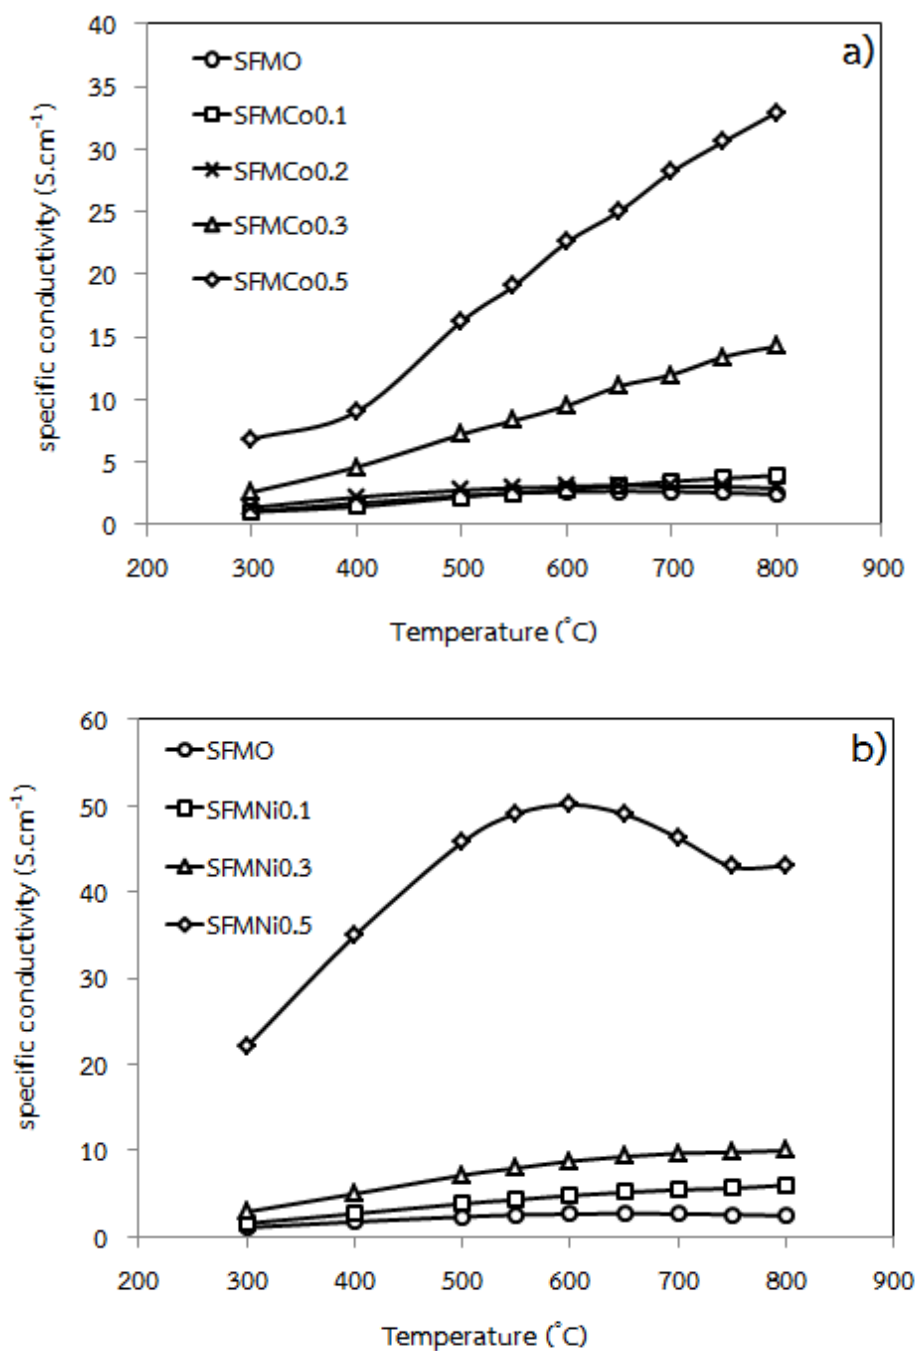 a)
SFMO
SFMCo0.1
SFMCo0.2
SFMCo0.3
SFMCo0.5
specific conductivity (S.cm⁻¹)
40
35
30
25
20
15
10
5
0
200 300 400 500 600 700 800 900
Temperature (˚C)
b)
SFMO
SFMNi0.1
SFMNi0.3
SFMNi0.5
specific conductivity (S.cm⁻¹)
60
50
40
30
20
10
0
200 300 400 500 600 700 800 900
Temperature (˚C)